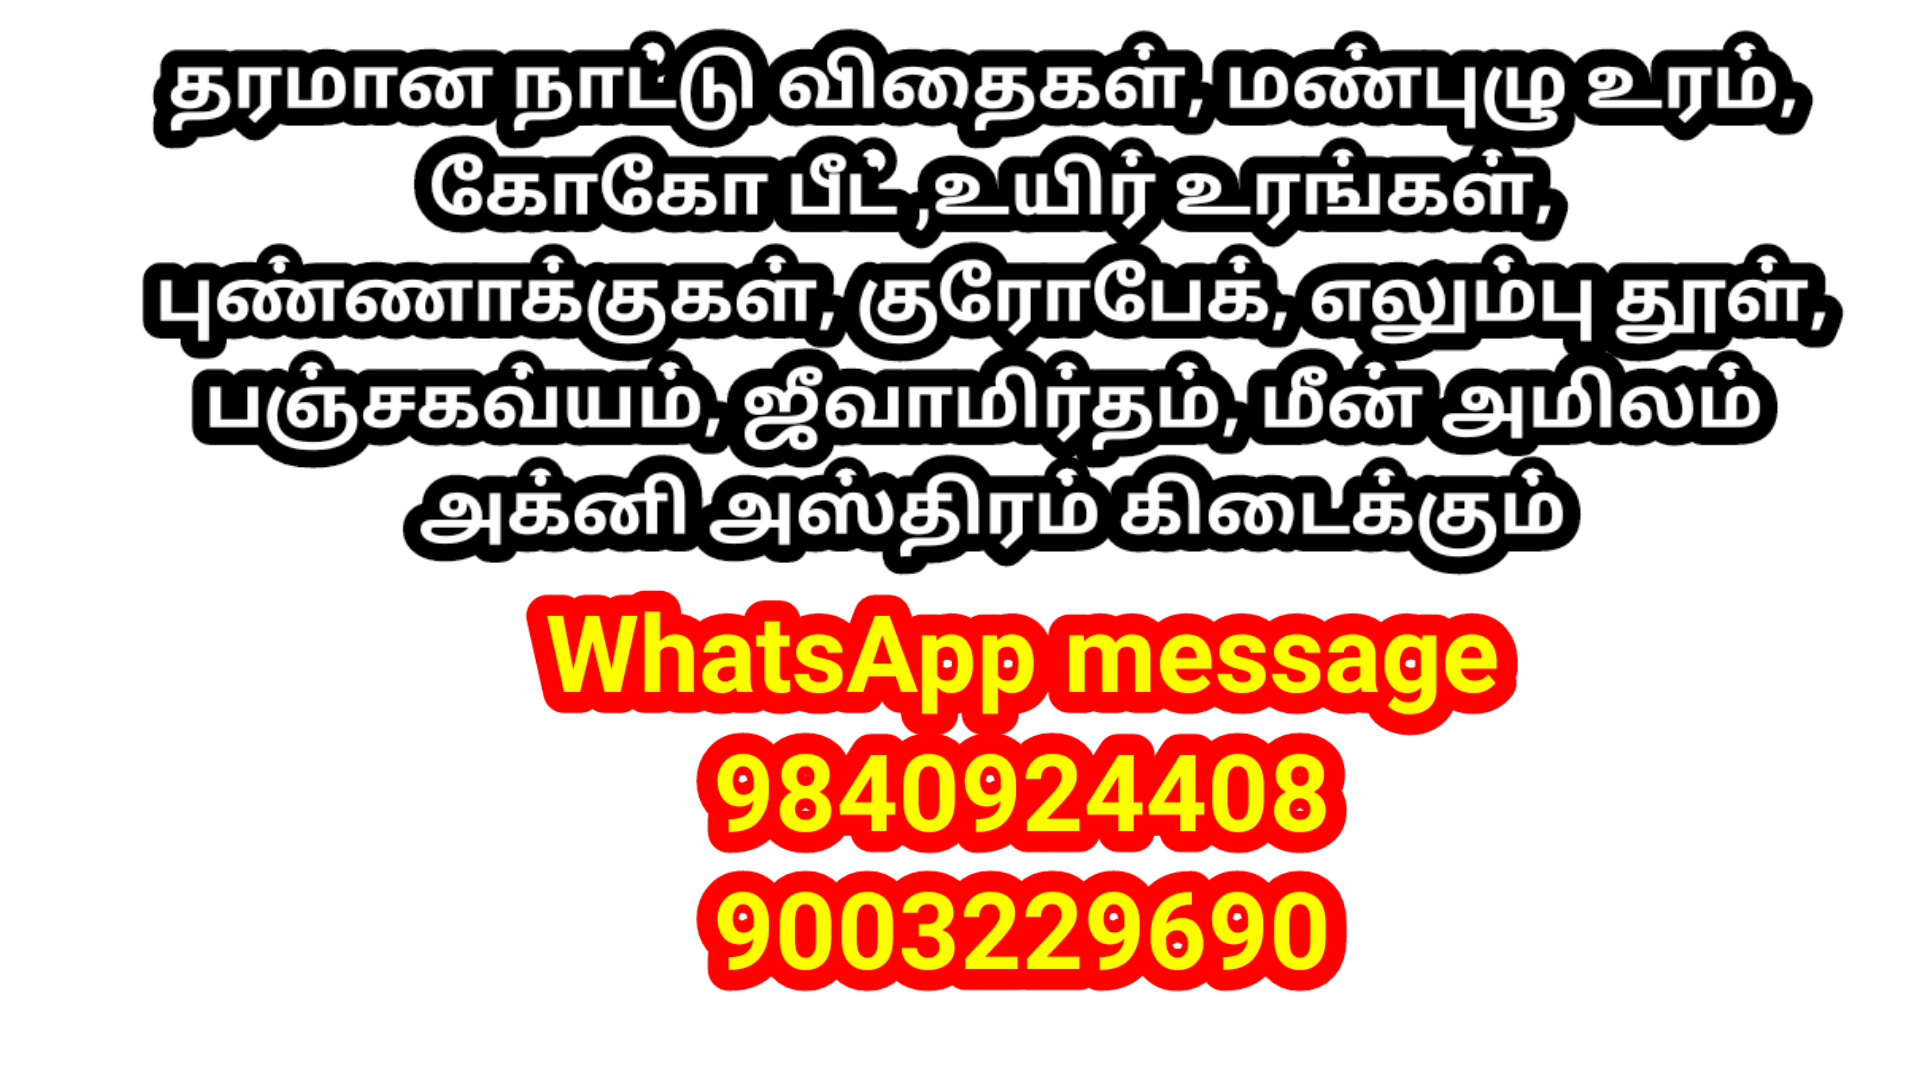 தரமான நாட்டு விதைகள், மண்புழு உரம்,
கோகோ பீட் ,உயிர் உரங்கள்,
புண்ணாக்குகள், குரோபேக், எலும்பு தூள்,
பஞ்சகவ்யம், ஜீவாமிர்தம், மீன் அமிலம்
அக்னி அஸ்திரம் கிடைக்கும்
WhatsApp message
9840924408
9003229690